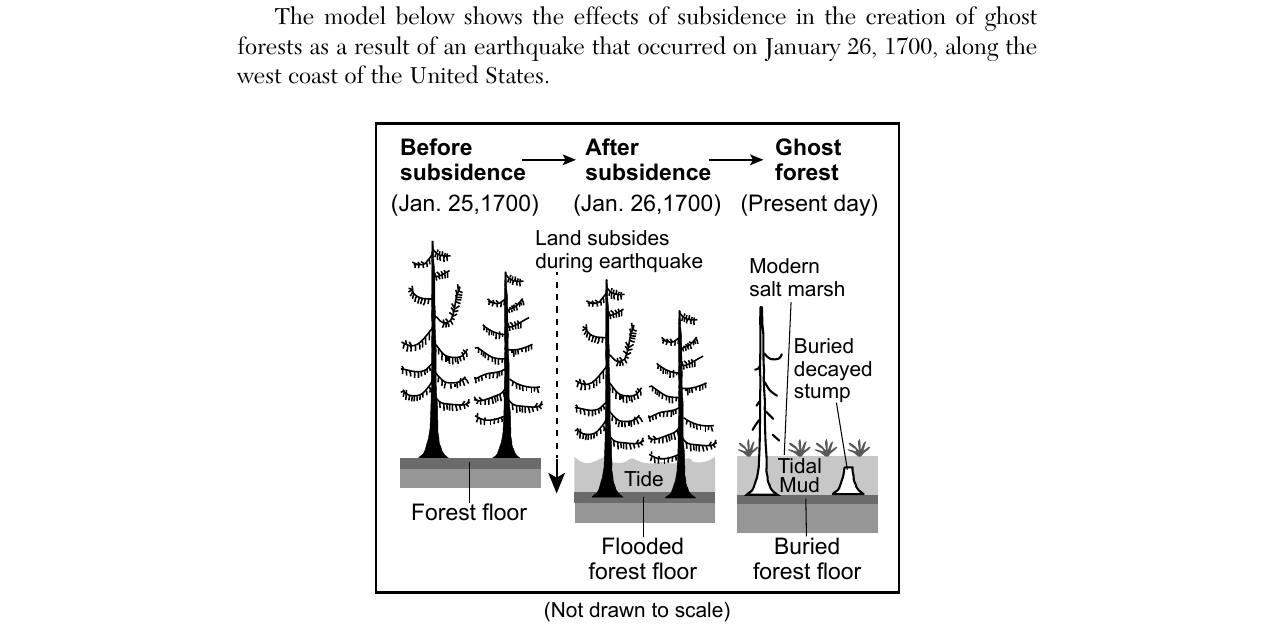 The model below shows the effects of subsidence in the creation of ghost
forests as a result of an earthquake that occurred on January 26, 1700, along the
west coast of the United States.
Before subsidence
(Jan. 25,1700)
After subsidence
(Jan. 26,1700)
Ghost forest
(Present day)
Land subsides
during earthquake
Modern
salt marsh
Buried
decayed
stump
Tide
Tidal
Mud
Forest floor
Flooded
forest floor
Buried
forest floor
(Not drawn to scale)